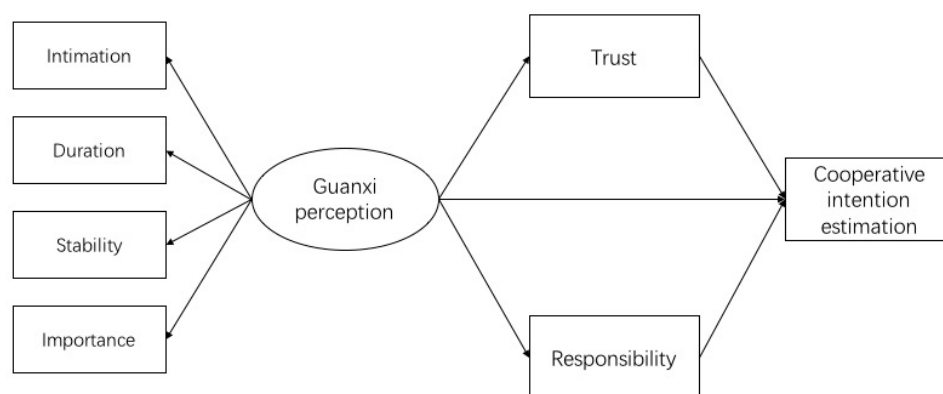 Intimation
Duration
Stability
Importance
Guanxi
perception
Trust
Responsibility
Cooperative
intention
estimation